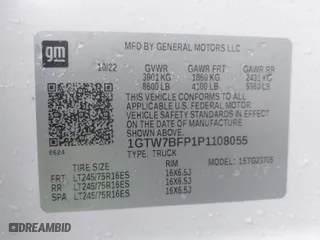 gm
MFD BY GENERAL MOTORS LLC
10/22 GVWR GAWR FRT GAWR RR
3901 KG 1860 KG 2431 KG
8600 LB 4100 LB 5360 LB
THIS VEHICLE CONFORMS TO ALL
APPLICABLE U.S. FEDERAL MOTOR
VEHICLE SAFETY STANDARDS IN
EFFECT ON THE DATE OF
MANUFACTURE SHOWN ABOVE.
1GTW7BFP1P1108055
TYPE: TRUCK MODEL:
0624
TIRE SIZE RIM
FRT LT245/75R16ES 16X6.5J
RR LT245/75R16ES 16X6.5J
SPA LT245/75R16ES 16X6.5J
AUTOBIDMASTER